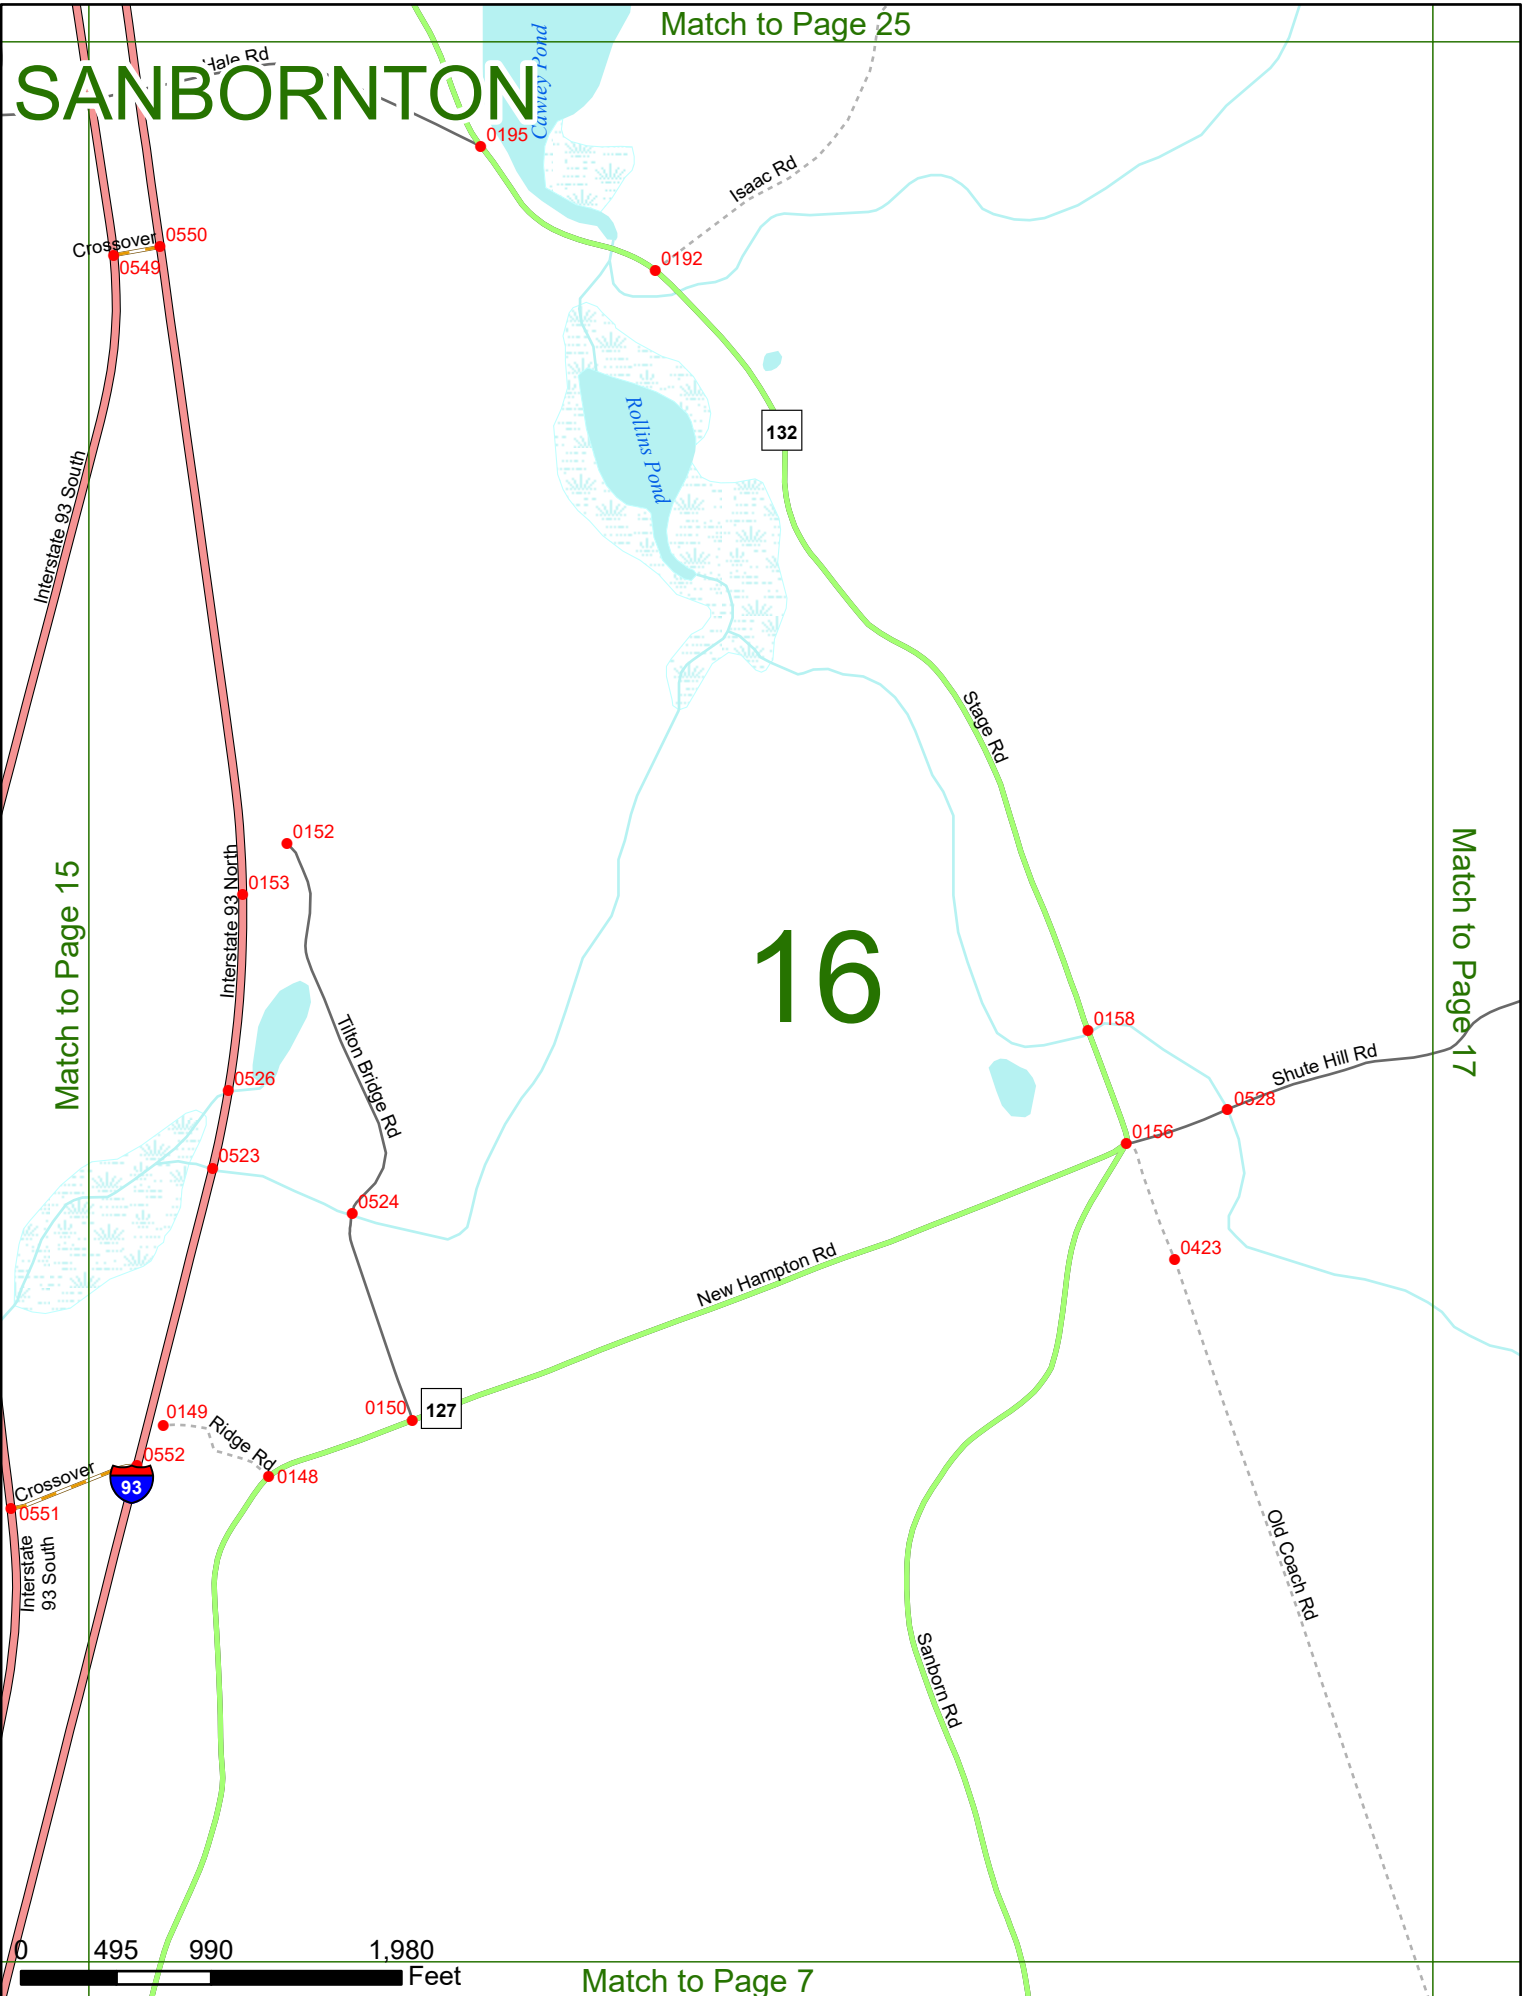 Match to Page 25
Hale Rd
SANBORNTON
Cawley Pond
0195
Isaac Rd
Crossover
0550
0549
0192
Rollins Pond
132
Interstate 93 South
Stage Rd
0152
0153
Interstate 93 North
Match to Page 15
Match to Page 17
16
Tilton Bridge Rd
0158
Shute Hill Rd
0526
0528
0156
0523
0524
0423
New Hampton Rd
0150
127
0149
Ridge Rd
0552
0148
Crossover
93
0551
Interstate
93 South
Old Coach Rd
Sanborn Rd
0 495 990 1,980
Feet
Match to Page 7